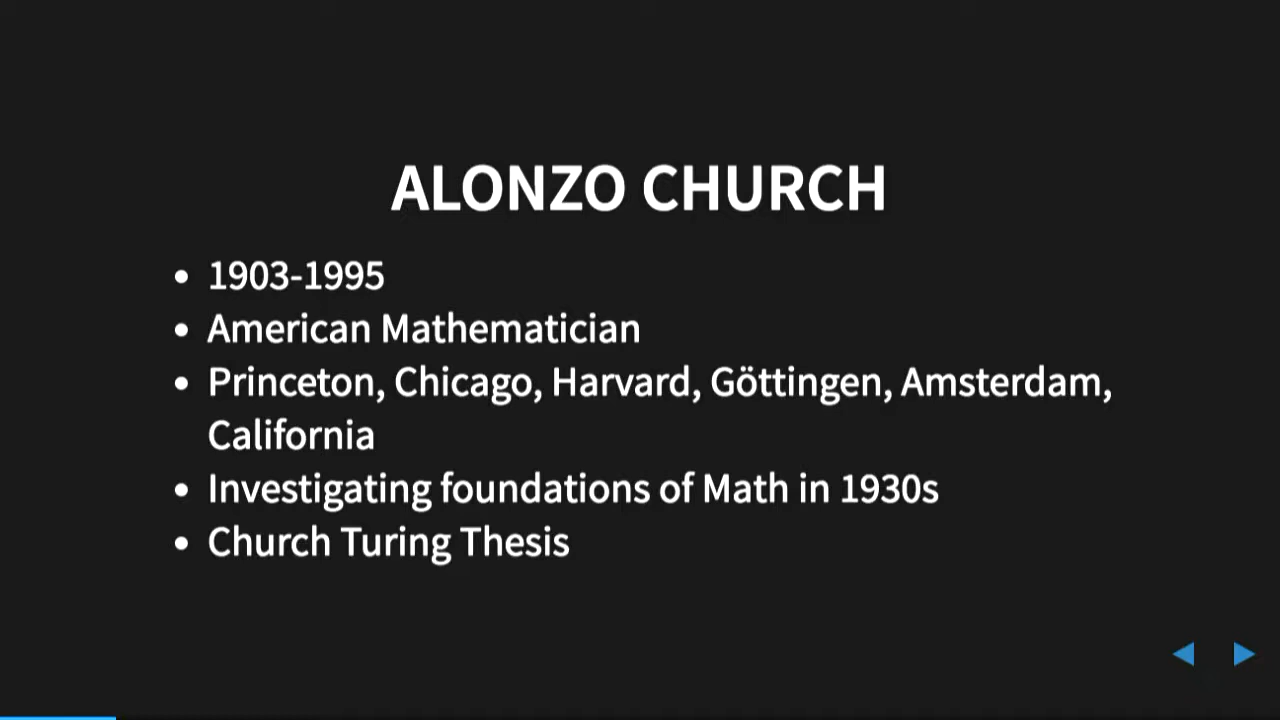 ALONZO CHURCH
• 1903-1995
• American Mathematician
• Princeton, Chicago, Harvard, Göttingen, Amsterdam,
California
• Investigating foundations of Math in 1930s
• Church Turing Thesis